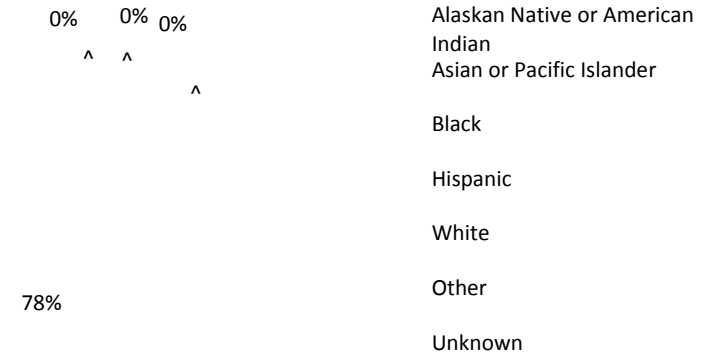 0% 0% 0%
^ ^
^
78%
Alaskan Native or American
Indian
Asian or Pacific Islander
Black
Hispanic
White
Other
Unknown